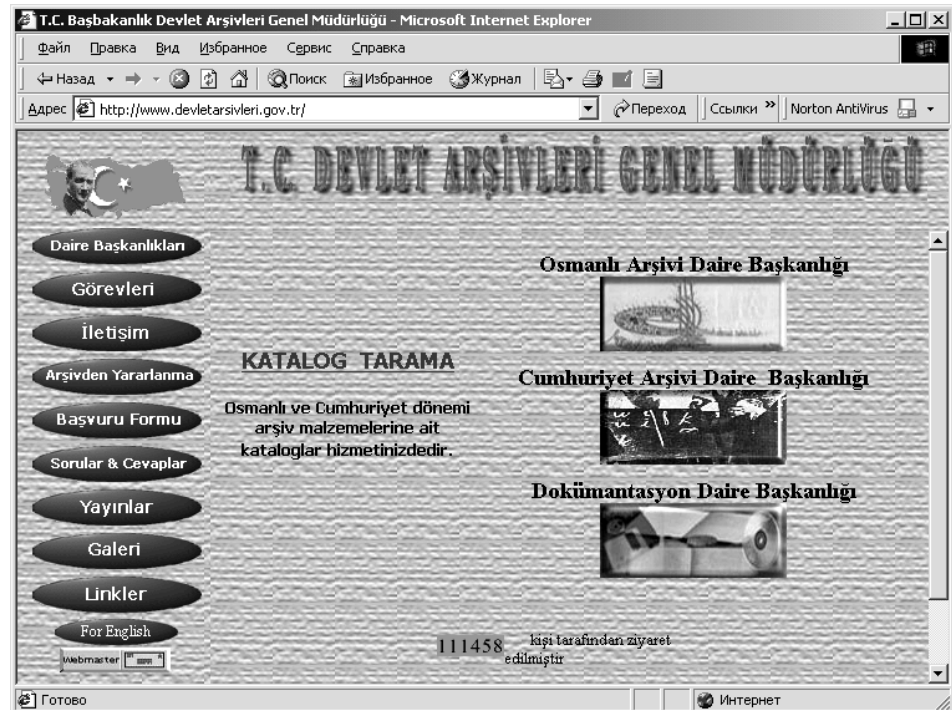 T.C. Başbakanlık Devlet Arşivleri Genel Müdürlüğü - Microsoft Internet Explorer
Файл Правка Вид Избранное Сервис Справка
Назад Поиск Избранное Журнал
Адрес http://www.devletarsivleri.gov.tr/ Переход Ссылки » Norton AntiVirus
T.C. DEVLET ARŞİVLERİ GENEL MÜDÜRLÜĞÜ
Daire Başkanlıkları
Görevleri
İletişim
Arşivden Yararlanma
Başvuru Formu
Sorular & Cevaplar
Yayınlar
Galeri
Linkler
For English
Webmaster
KATALOG TARAMA
Osmanlı ve Cumhuriyet dönemi
arşiv malzemelerine ait
kataloglar hizmetinizdedir.
Osmanlı Arşivi Daire Başkanlığı
Cumhuriyet Arşivi Daire Başkanlığı
Dokümantasyon Daire Başkanlığı
111458 kişi tarafından ziyaret
edilmiştir
Готово Интернет